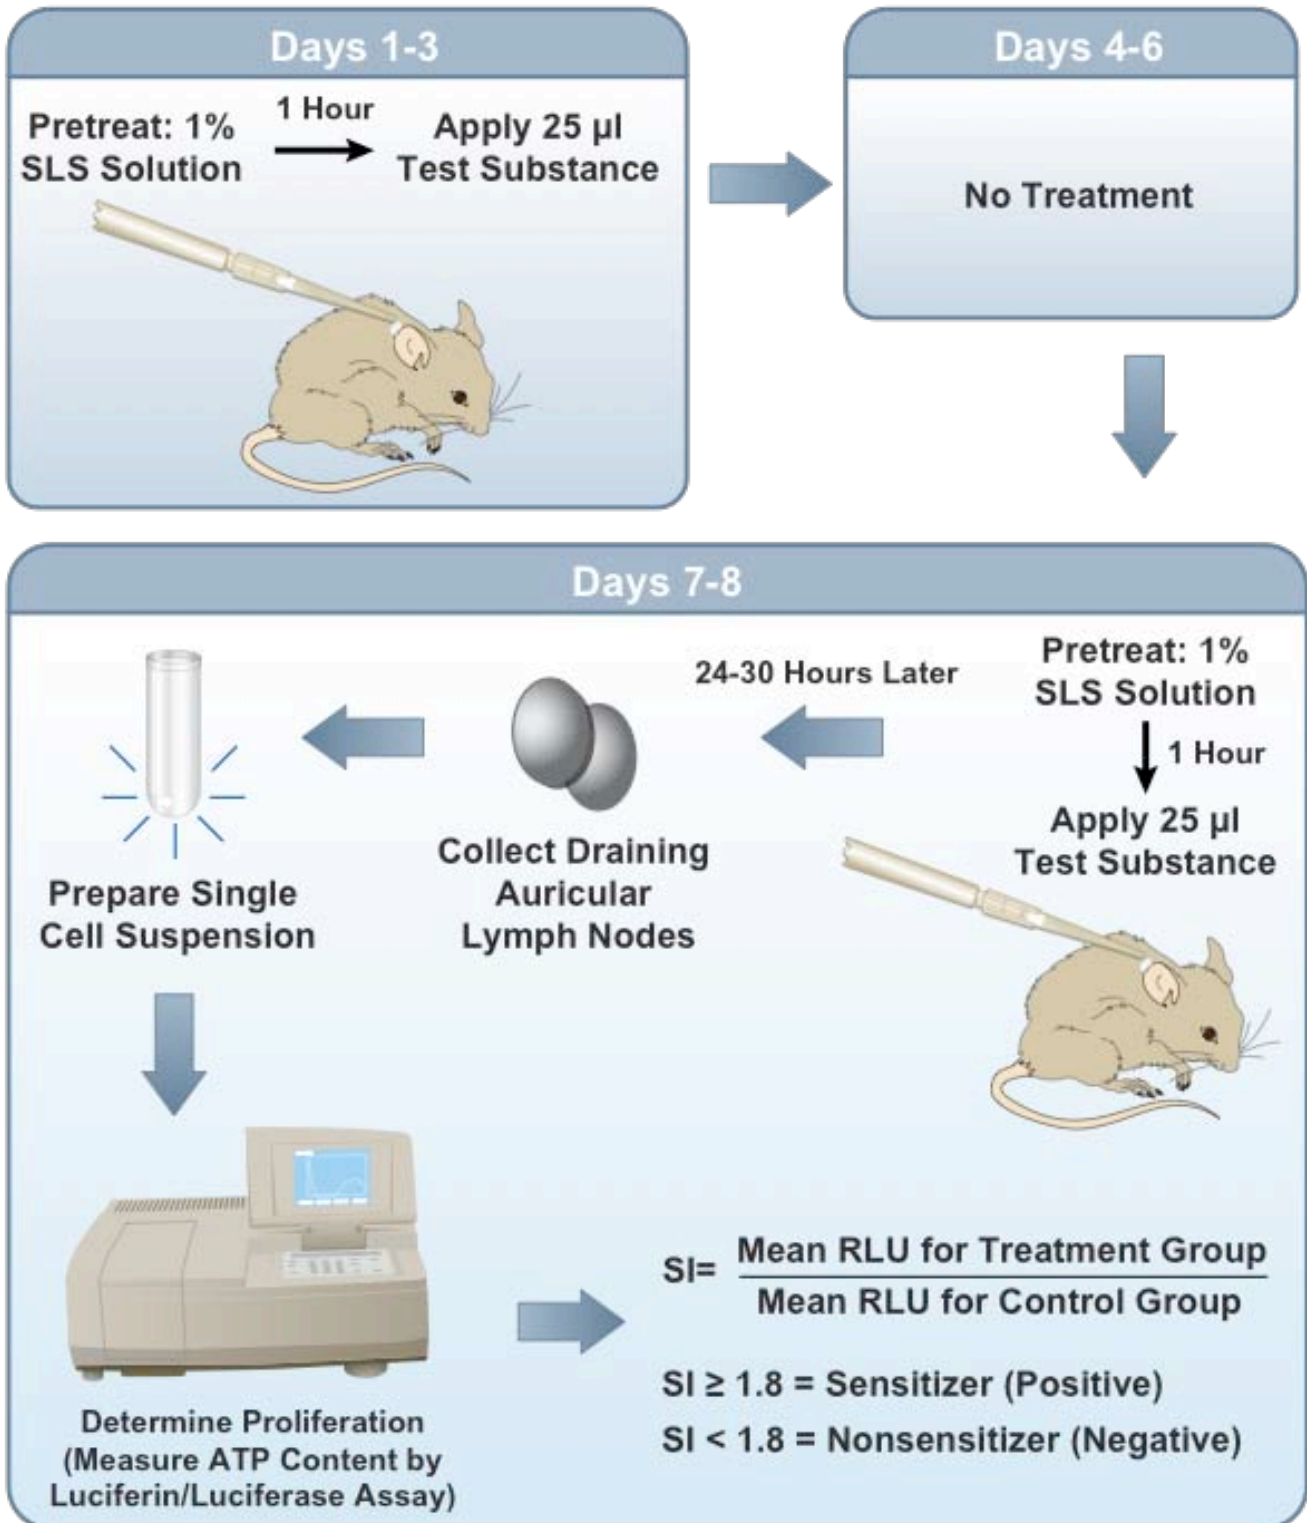 Days 1-3
Pretreat: 1%
SLS Solution
1 Hour
Apply 25 µl
Test Substance
Days 4-6
No Treatment
Days 7-8
Pretreat: 1%
SLS Solution
1 Hour
Apply 25 µl
Test Substance
24-30 Hours Later
Collect Draining
Auricular
Lymph Nodes
Prepare Single
Cell Suspension
Determine Proliferation
(Measure ATP Content by
Luciferin/Luciferase Assay)
SI= Mean RLU for Treatment Group
Mean RLU for Control Group
SI ≥ 1.8 = Sensitizer (Positive)
SI < 1.8 = Nonsensitizer (Negative)